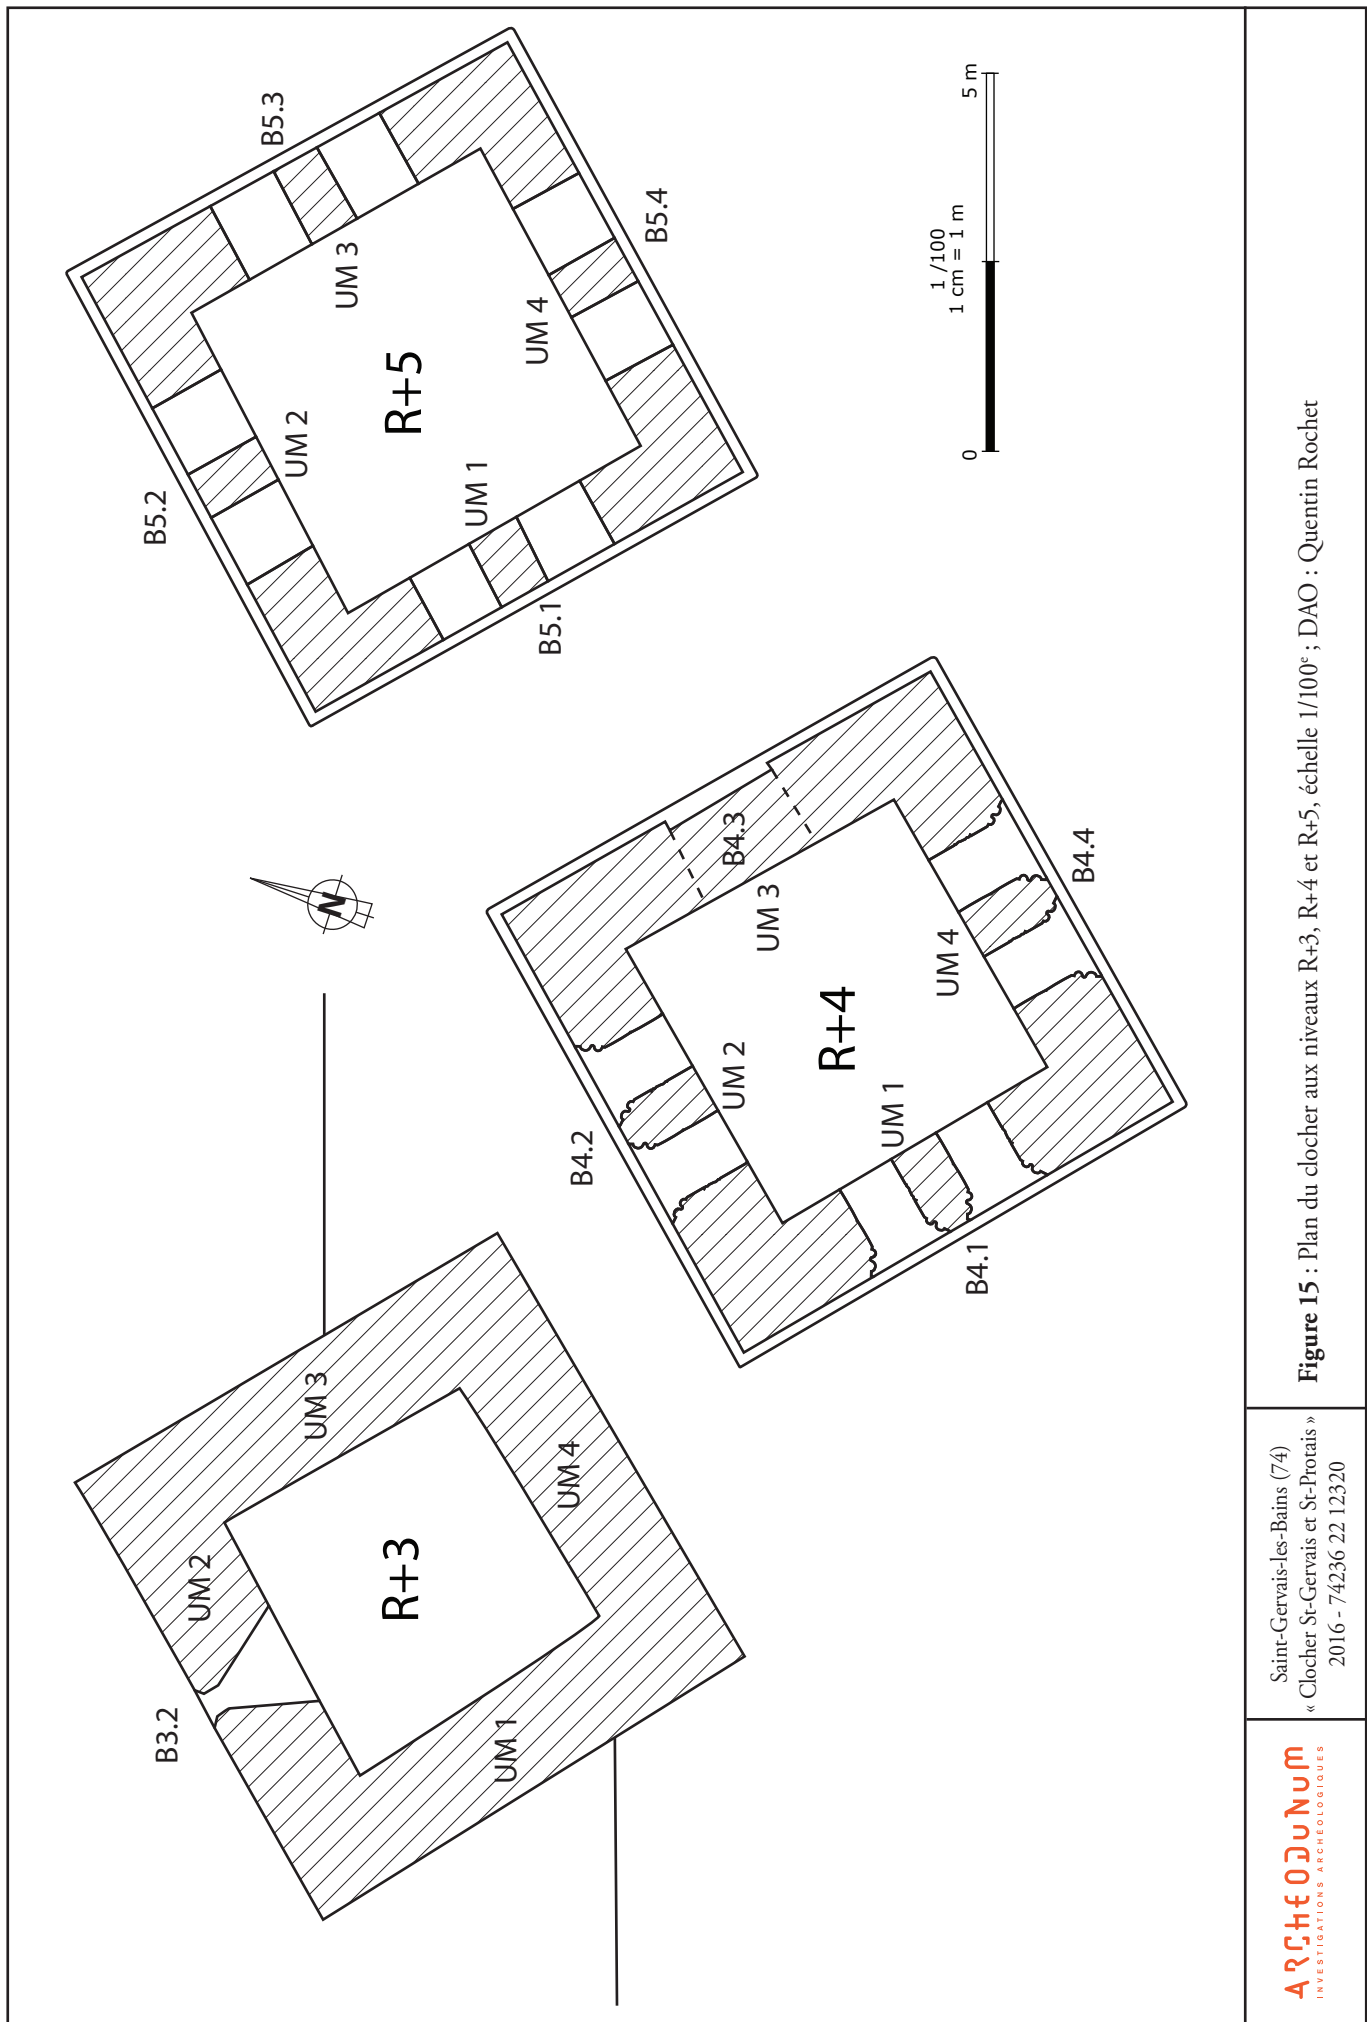 B3.2
UM 2
UM 3
UM 1
UM 4
R+3
N
B4.2
B4.3
UM 2
UM 3
R+4
UM 1
UM 4
B4.1
B4.4
B5.2
B5.3
UM 2
UM 3
R+5
UM 1
UM 4
B5.1
B5.4
1 /100
1 cm = 1 m
0
5 m
ARCHEODUNUM
INVESTIGATIONS ARCHÉOLOGIQUES
Saint-Gervais-les-Bains (74)
« Clocher St-Gervais et St-Protais »
2016 - 74236 22 12320
Figure 15 : Plan du clocher aux niveaux R+3, R+4 et R+5, échelle 1/100e ; DAO : Quentin Rochet